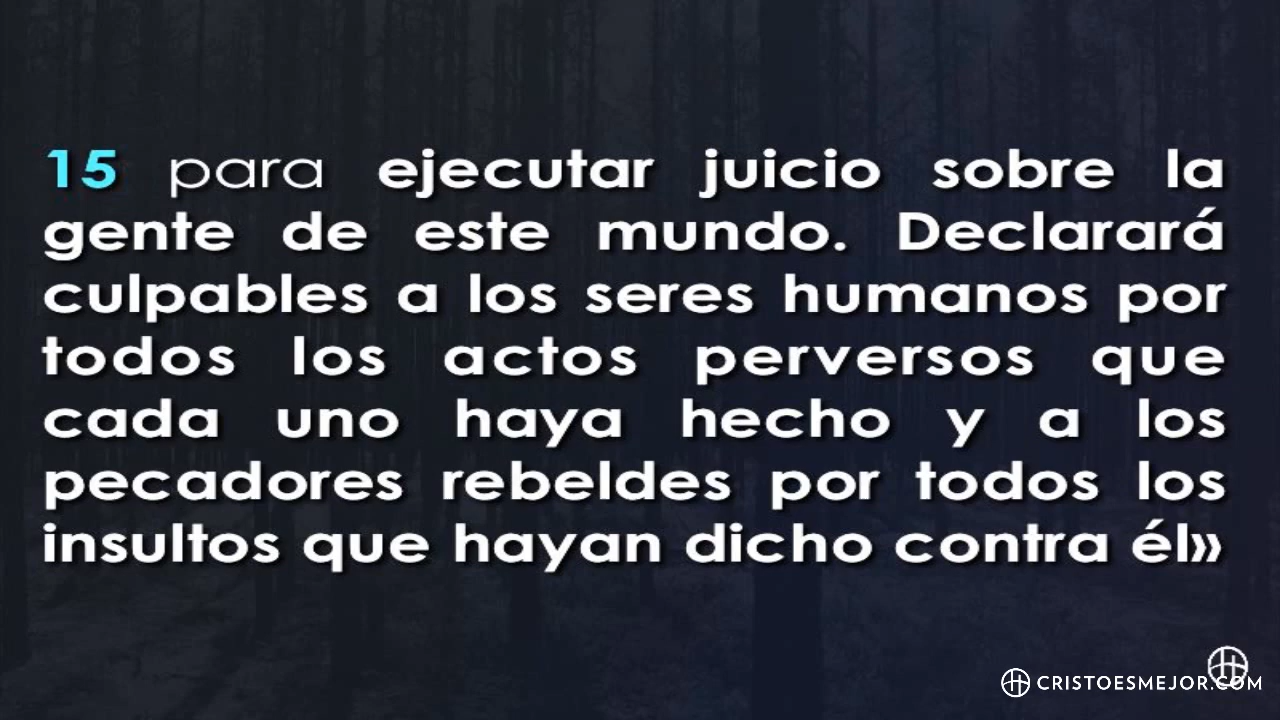 15 para ejecutar juicio sobre la
gente de este mundo. Declarará
culpables a los seres humanos por
todos los actos perversos que
cada uno haya hecho y a los
pecadores rebeldes por todos los
insultos que hayan dicho contra él»
CRISTOESMEJOR.COM